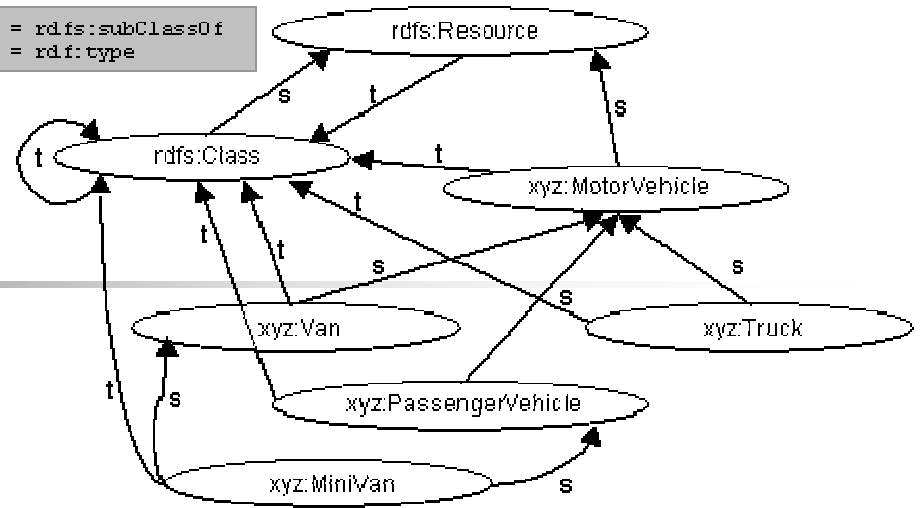 = rdfs:subClassOf
= rdf:type
rdfs:Resource
s
t
s
t
rdfs:Class
t
xyz:MotorVehicle
t
t
t
s
s
s
xyz:Van
xyz:Truck
t
s
xyz:PassengerVehicle
xyz:MiniVan
s